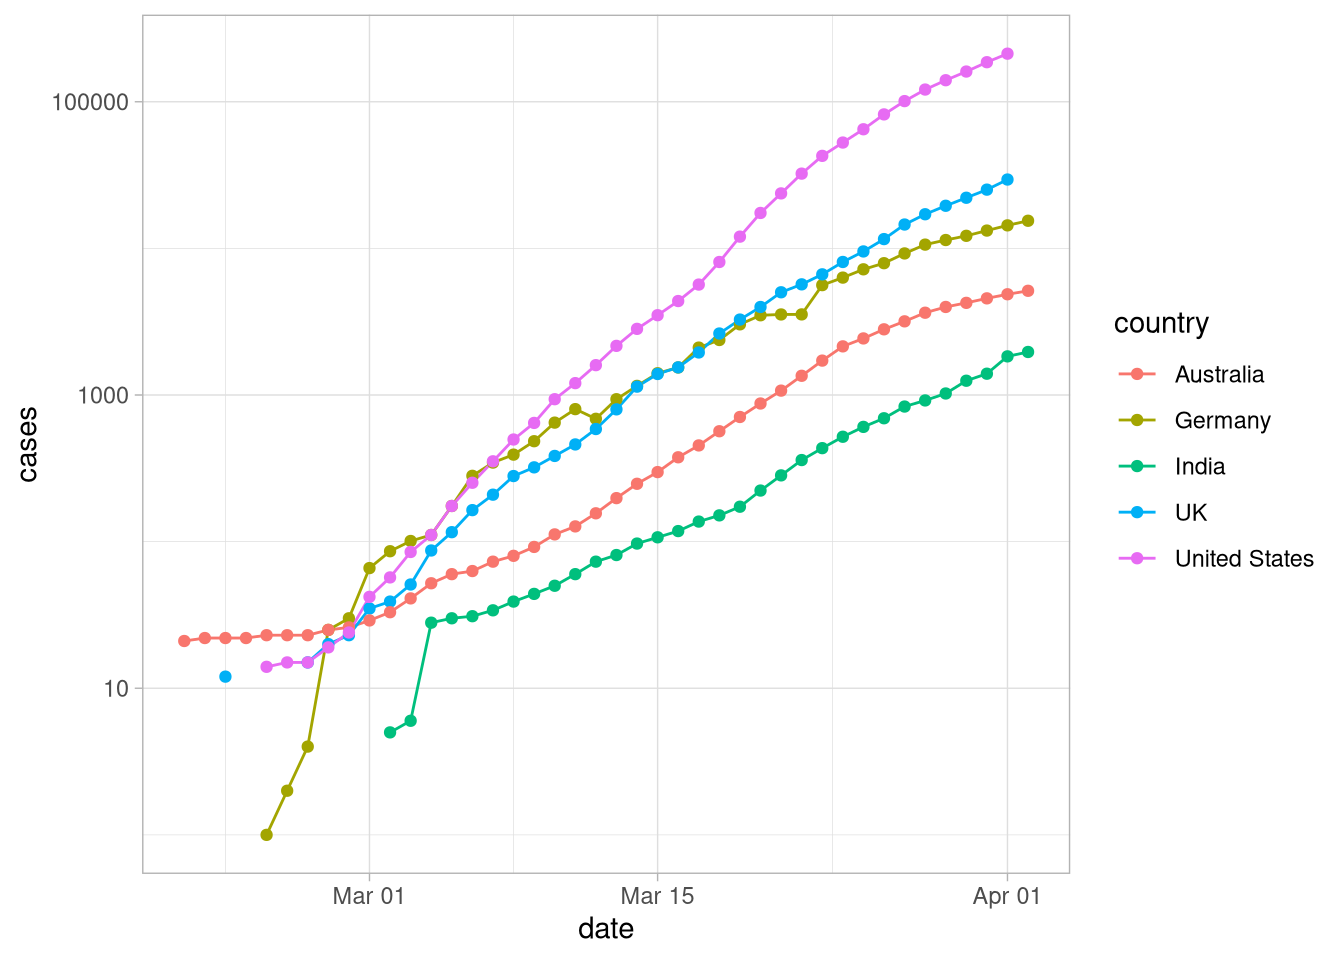 100000
1000
10
cases
Mar 01
Mar 15
Apr 01
date
country
Australia
Germany
India
UK
United States